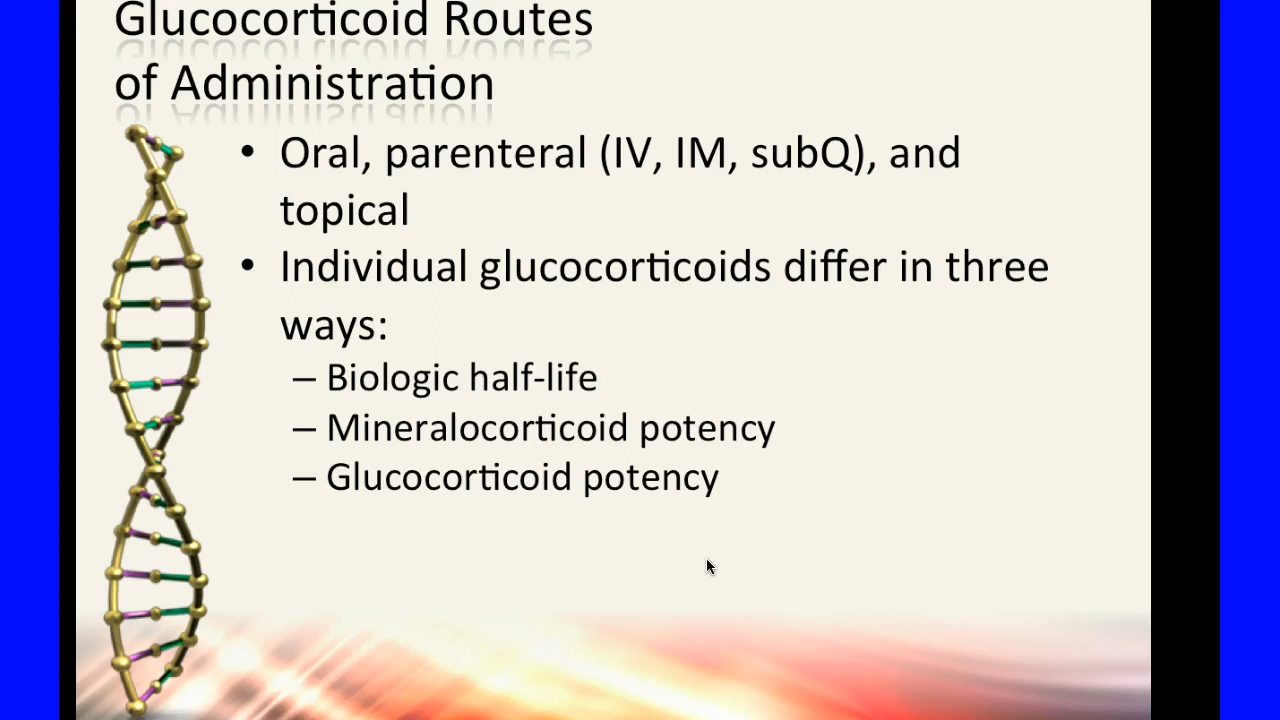 Glucocorticoid Routes
of Administration
• Oral, parenteral (IV, IM, subQ), and
topical
• Individual glucocorticoids differ in three
ways:
– Biologic half-life
– Mineralocorticoid potency
– Glucocorticoid potency